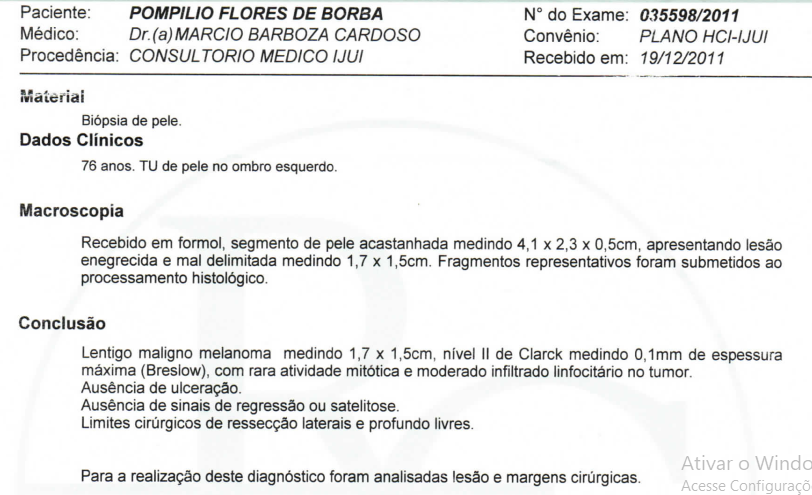 Paciente: POMPILIO FLORES DE BORBA N° do Exame: 035598/2011
Médico: Dr.(a)MARCIO BARBOZA CARDOSO Convênio: PLANO HCI-IJUI
Procedência: CONSULTORIO MEDICO IJUI Recebido em: 19/12/2011
Material
Biópsia de pele.
Dados Clínicos
76 anos. TU de pele no ombro esquerdo.
Macroscopia
Recebido em formol, segmento de pele acastanhada medindo 4,1 x 2,3 x 0,5cm, apresentando lesão
enegrecida e mal delimitada medindo 1,7 x 1,5cm. Fragmentos representativos foram submetidos ao
processamento histológico.
Conclusão
Lentigo maligno melanoma medindo 1,7 x 1,5cm, nível II de Clarck medindo 0,1mm de espessura
máxima (Breslow), com rara atividade mitótica e moderado infiltrado linfocitário no tumor.
Ausência de ulceração.
Ausência de sinais de regressão ou satelitose.
Limites cirúrgicos de ressecção laterais e profundo livres.
Para a realização deste diagnóstico foram analisadas lesão e margens cirúrgicas.
Ativar o Windo
Acesse Configuraçõ